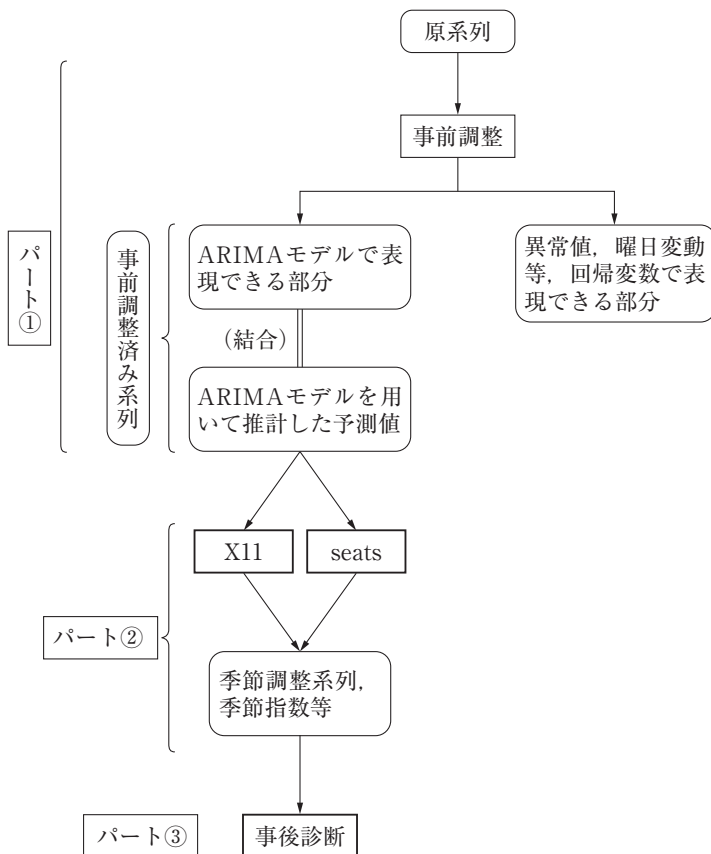 原系列
事前調整
パート①
事前調整済み系列
ARIMAモデルで表
現できる部分
異常値，曜日変動
等，回帰変数で表
現できる部分
（結合）
ARIMAモデルを用
いて推計した予測値
X11
seats
パート②
季節調整系列，
季節指数等
パート③
事後診断